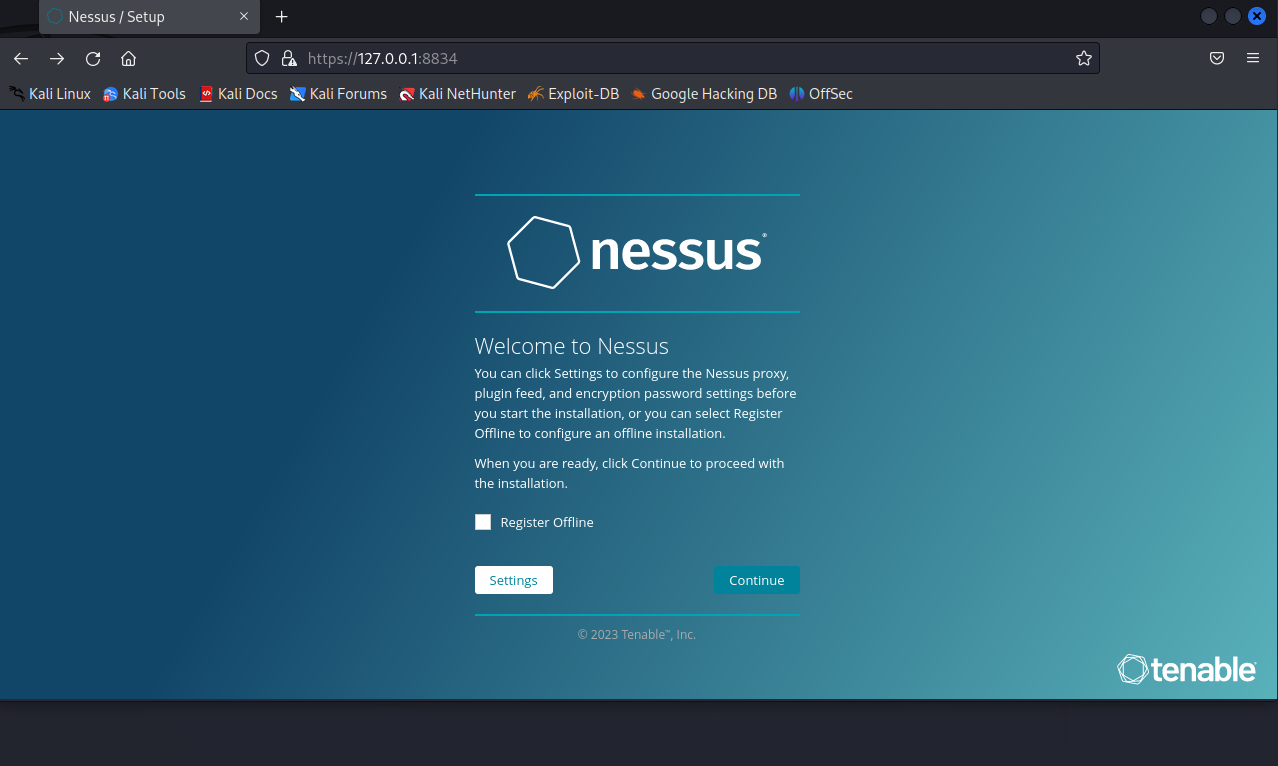 Nessus / Setup
https://127.0.0.1:8834
Kali Linux Kali Tools Kali Docs Kali Forums Kali NetHunter Exploit-DB Google Hacking DB OffSec
nessus®
Welcome to Nessus
You can click Settings to configure the Nessus proxy,
plugin feed, and encryption password settings before
you start the installation, or you can select Register
Offline to configure an offline installation.
When you are ready, click Continue to proceed with
the installation.
Register Offline
Settings Continue
© 2023 Tenable™, Inc.
tenable